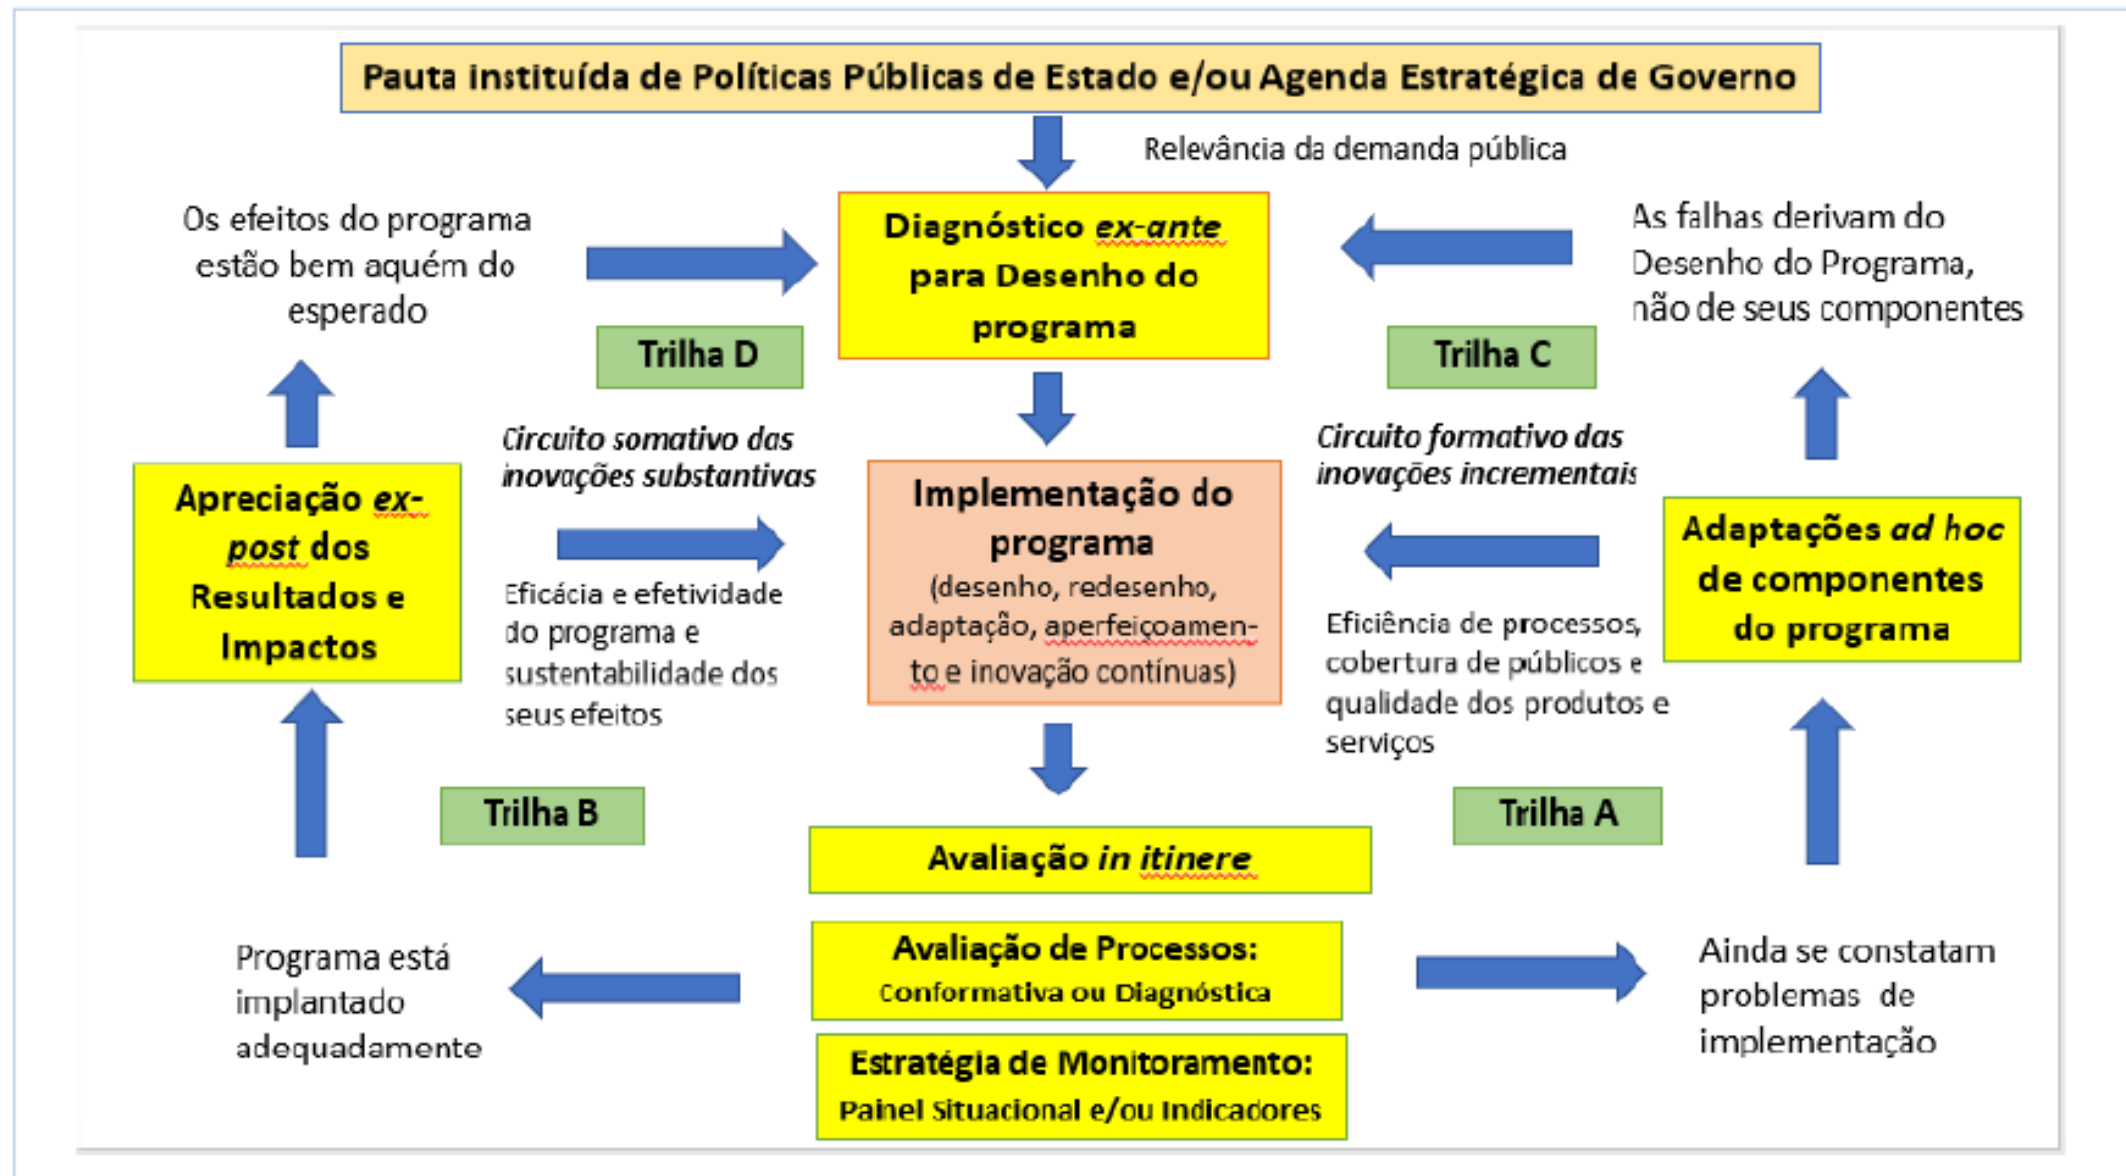 Pauta instituída de Políticas Públicas de Estado e/ou Agenda Estratégica de Governo
Relevância da demanda pública
Os efeitos do programa
estão bem aquém do
esperado
Diagnóstico ex-ante
para Desenho do
programa
As falhas derivam do
Desenho do Programa,
não de seus componentes
Trilha D
Trilha C
Circuito somativo das
inovações substantivas
Circuito formativo das
inovações incrementais
Apreciação ex-
post dos
Resultados e
Impactos
Implementação do
programa
(desenho, redesenho,
adaptação, aperfeiçoamen-
to e inovação contínuas)
Adaptações ad hoc
de componentes
do programa
Eficácia e efetividade
do programa e
sustentabilidade dos
seus efeitos
Eficiência de processos,
cobertura de públicos e
qualidade dos produtos e
serviços
Trilha B
Trilha A
Avaliação in itinere
Programa está
implantado
adequadamente
Avaliação de Processos:
Conformativa ou Diagnóstica
Ainda se constatam
problemas de
implementação
Estratégia de Monitoramento:
Painel Situacional e/ou Indicadores